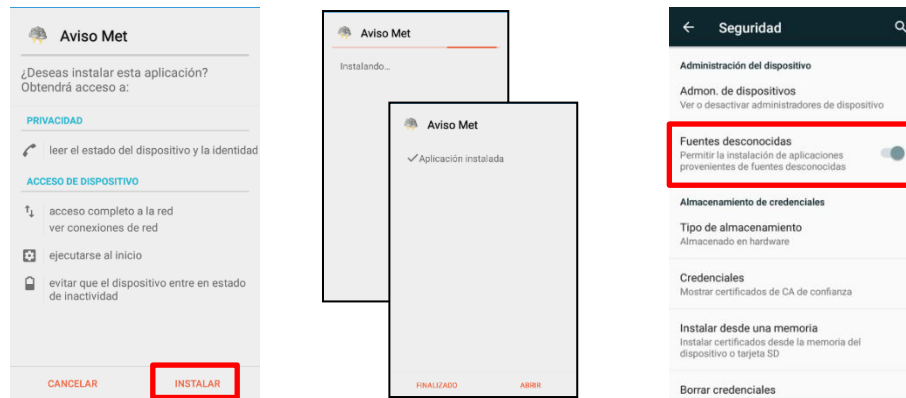 Aviso Met
¿Deseas instalar esta aplicación?
Obtendrá acceso a:
PRIVACIDAD
leer el estado del dispositivo y la identidad
ACCESO DE DISPOSITIVO
acceso completo a la red
ver conexiones de red
ejecutarse al inicio
evitar que el dispositivo entre en estado
de inactividad
CANCELAR
INSTALAR
Aviso Met
Instalando...
Aviso Met
Aplicación instalada
FINALIZADO
ABRIR
Seguridad
Administración del dispositivo
Admon. de dispositivos
Ver o desactivar administradores de dispositivo
Fuentes desconocidas
Permitir la instalación de aplicaciones
provenientes de fuentes desconocidas
Almacenamiento de credenciales
Tipo de almacenamiento
Almacenado en hardware
Credenciales
Mostrar certificados de CA de confianza
Instalar desde una memoria
Instalar certificados desde la memoria del
dispositivo o tarjeta SD
Borrar credenciales